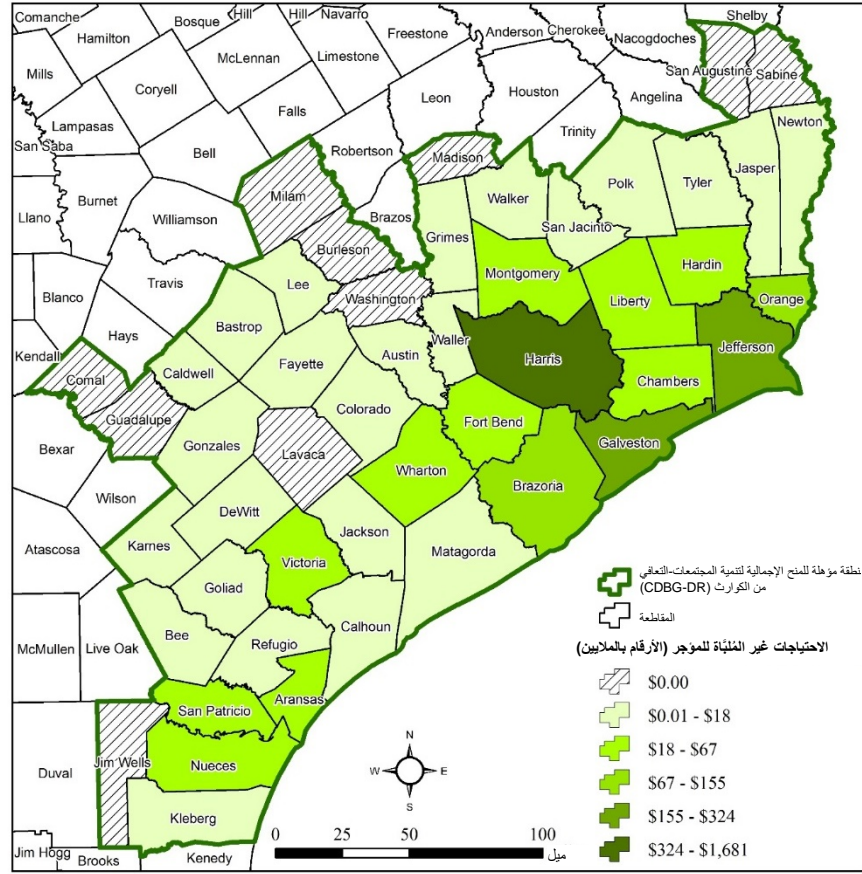 Comanche
Bosque
Hill
Hill
Navarro
Anderson
Cherokee
Shelby
Hamilton
Freestone
Nacogdoches
McLennan
Limestone
San Augustine
Sabine
Mills
Coryell
Leon
Houston
Angelina
Lampasas
Falls
Newton
San Saba
Robertson
Madison
Trinity
Bell
Polk
Tyler
Jasper
Burnet
Milam
Walker
Llano
Williamson
Brazos
San Jacinto
Burleson
Grimes
Travis
Lee
Montgomery
Hardin
Blanco
Washington
Liberty
Orange
Bastrop
Hays
Austin
Waller
Harris
Jefferson
Kendall
Caldwell
Fayette
Chambers
Comal
Colorado
Guadalupe
Fort Bend
Gonzales
Lavaca
Galveston
Bexar
Wharton
Brazoria
Wilson
DeWitt
Jackson
Atascosa
Karnes
Victoria
Matagorda
Goliad
Calhoun
McMullen
Live Oak
Bee
Refugio
Aransas
San Patricio
Duval
Jim Wells
Nueces
Kleberg
Jim Hogg
Brooks
Kenedy
نطقة مؤهلة للمنح الإجمالية لتنمية المجتمعات-التعافي
من الكوارث (CDBG-DR)
المقاطعة
الاحتياجات غير المُلبَّاة للمؤجر (الأرقام بالملايين)
$0.00
$0.01 - $18
$18 - $67
$67 - $155
$155 - $324
$324 - $1,681
N
W E
S
0 25 50 100
ميل